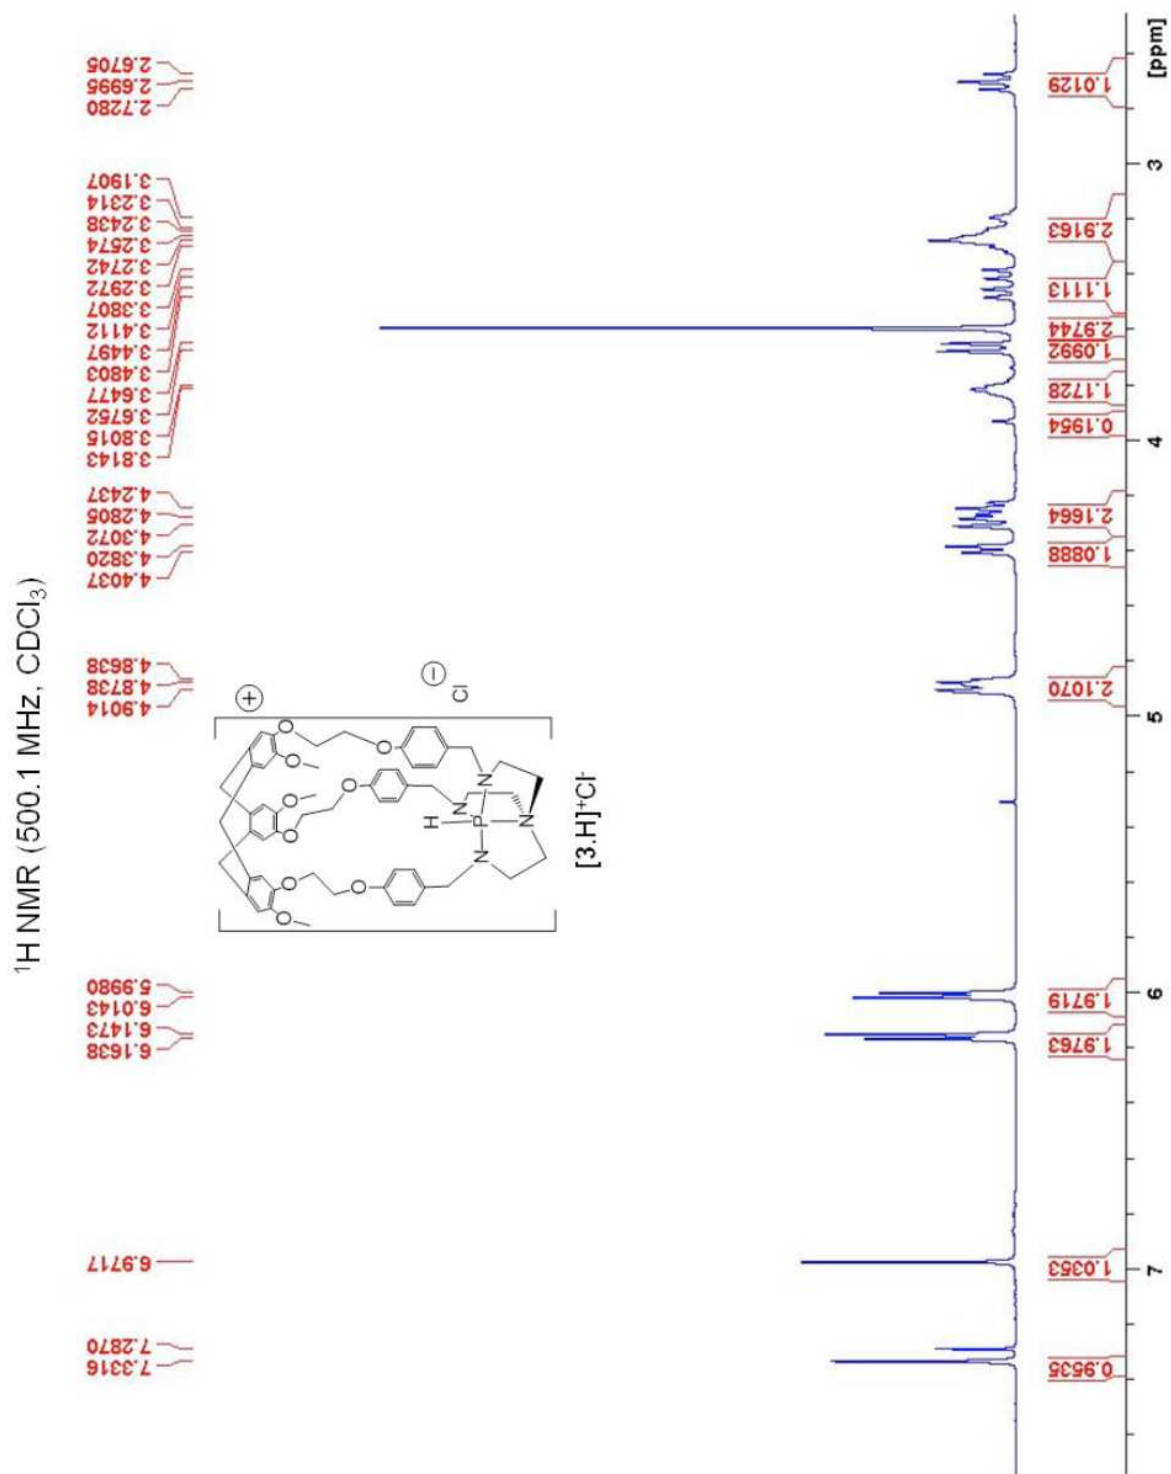 ¹H NMR (500.1 MHz, CDCl₃)
7.3316
7.2870
6.9717
6.1638
6.1473
6.0143
5.9980
4.9014
4.8738
4.8638
4.4037
4.3820
4.3072
4.2805
4.2437
3.8143
3.8015
3.6752
3.6477
3.4803
3.4497
3.4112
3.3807
3.2972
3.2742
3.2574
3.2438
3.2314
3.1907
2.7280
2.6995
2.6705
O
O
O
O
O
O
O
O
O
N
N
H
P
N
N
+
−
Cl
[3.H]⁺Cl⁻
0.9535
1.0353
1.9763
1.9719
2.1070
1.0888
2.1664
0.1954
1.1728
1.0992
2.9744
1.1113
2.9163
1.0129
7
6
5
4
3
[ppm]